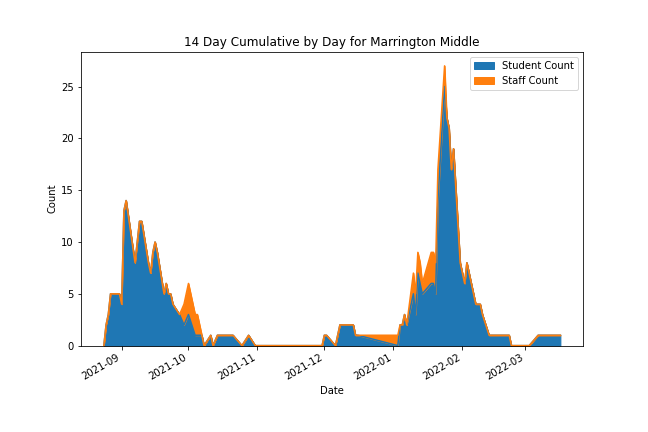 14 Day Cumulative by Day for Marrington Middle
Student Count
Staff Count
Count
25
20
15
10
5
0
2021-09
2021-10
2021-11
2021-12
2022-01
2022-02
2022-03
Date